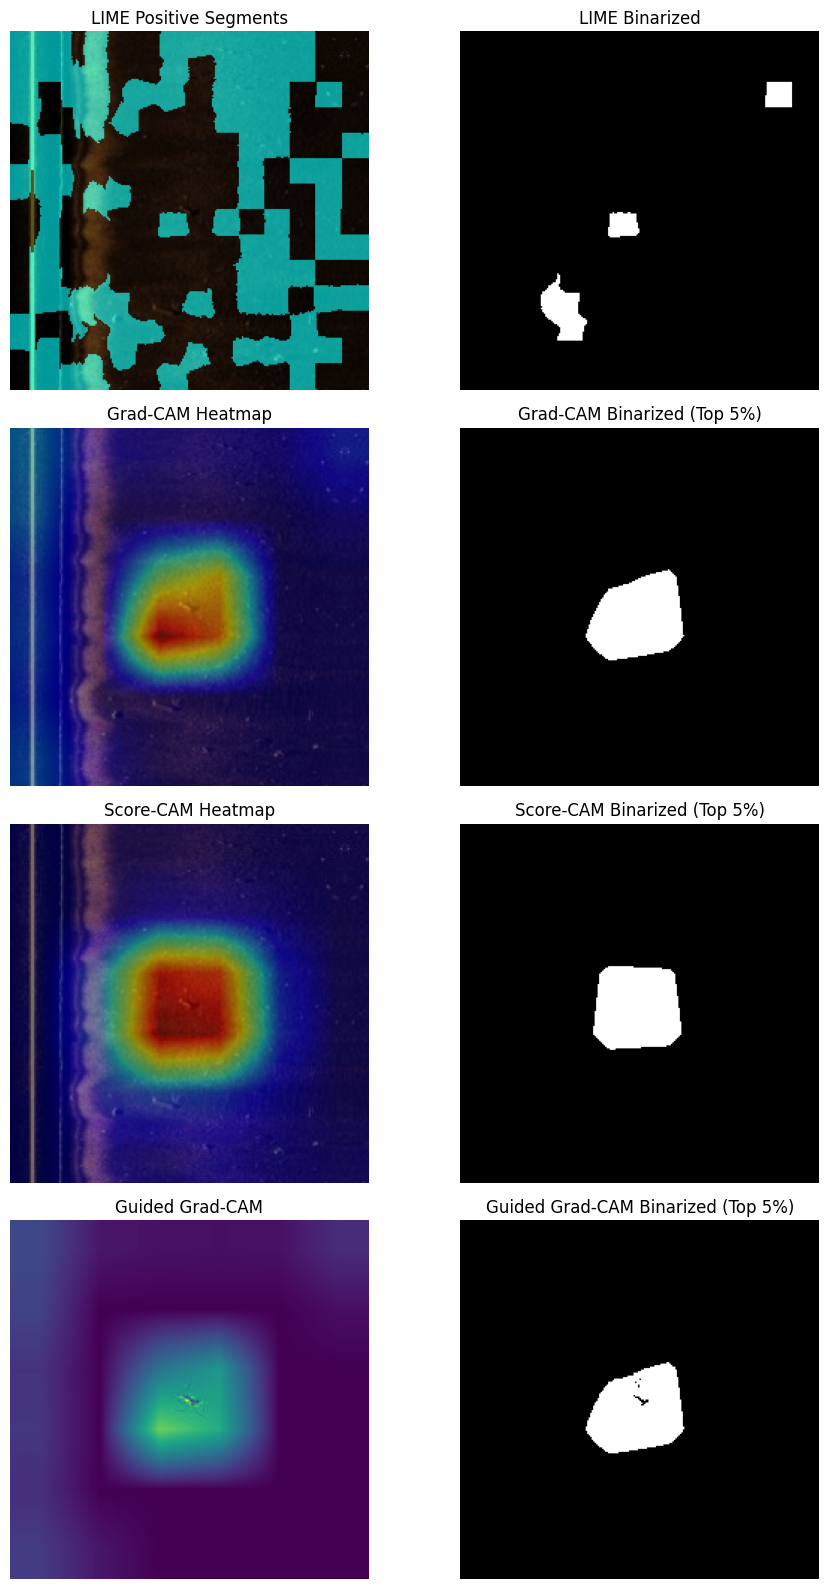 LIME Positive Segments
LIME Binarized
Grad-CAM Heatmap
Grad-CAM Binarized (Top 5%)
Score-CAM Heatmap
Score-CAM Binarized (Top 5%)
Guided Grad-CAM
Guided Grad-CAM Binarized (Top 5%)